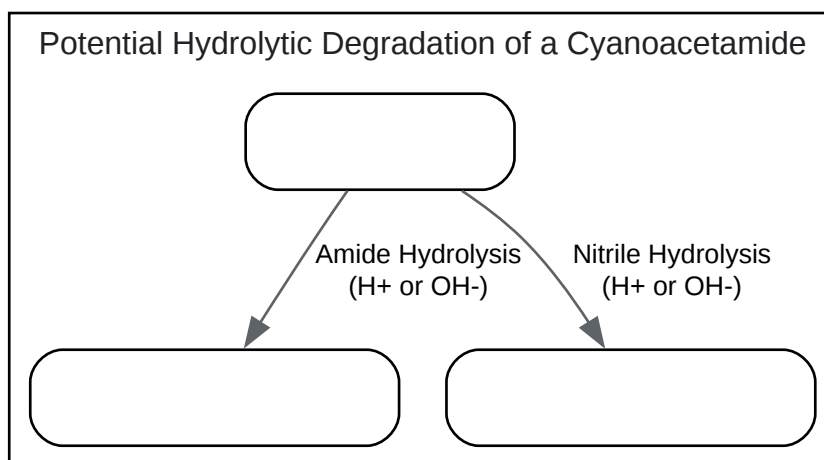 Potential Hydrolytic Degradation of a Cyanoacetamide
Amide Hydrolysis
(H+ or OH-)
Nitrile Hydrolysis
(H+ or OH-)